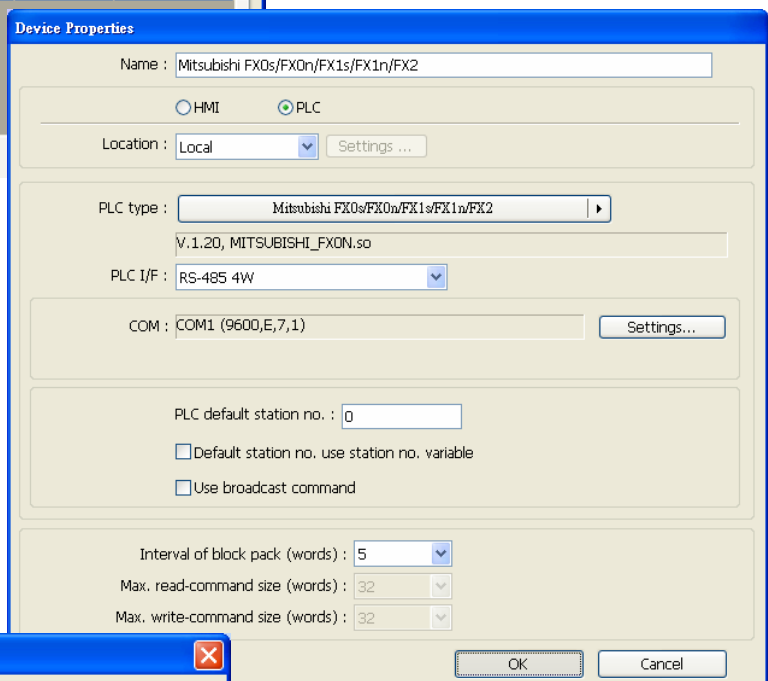 Device Properties
Name : Mitsubishi FX0s/FX0n/FX1s/FX1n/FX2
HMI PLC
Location : Local Settings ...
PLC type : Mitsubishi FX0s/FX0n/FX1s/FX1n/FX2
V.1.20, MITSUBISHI_FX0N.so
PLC I/F : RS-485 4W
COM : COM1 (9600,E,7,1) Settings...
PLC default station no. : 0
Default station no. use station no. variable
Use broadcast command
Interval of block pack (words) : 5
Max. read-command size (words) : 32
Max. write-command size (words) : 32
OK Cancel